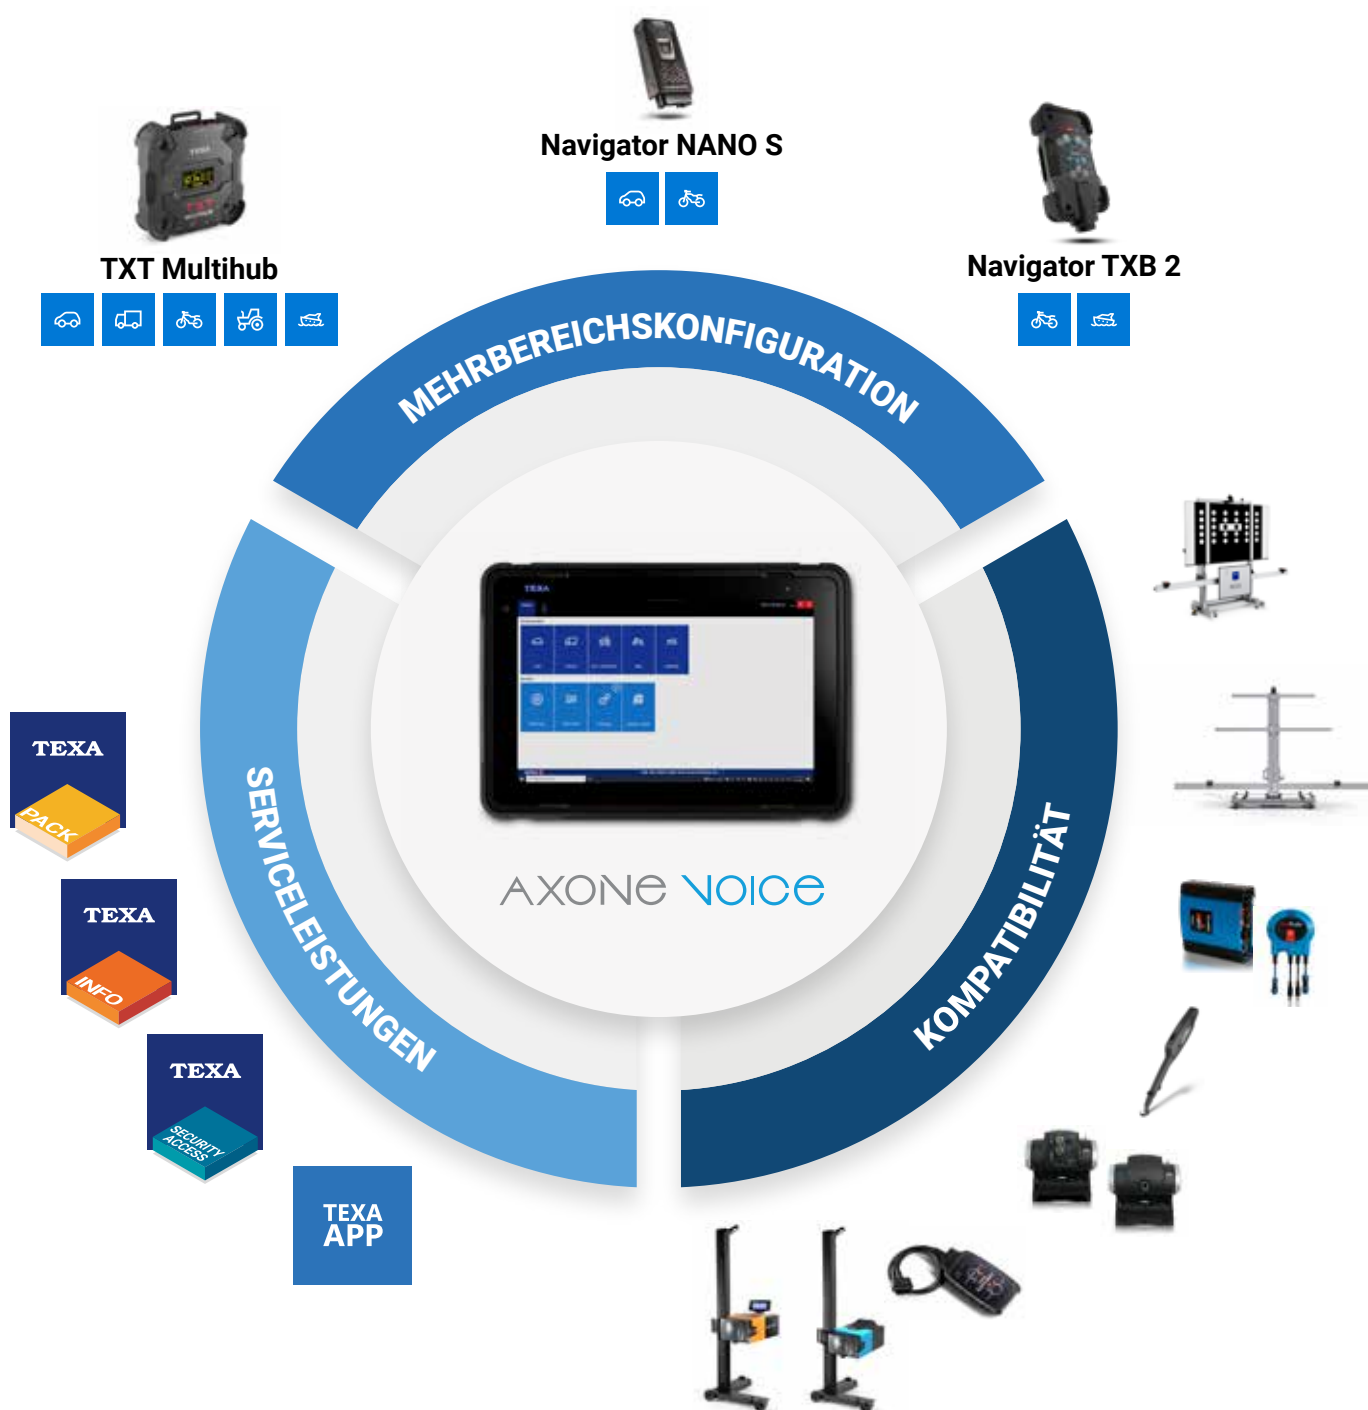 Navigator NANO S
TXT Multihub
Navigator TXB 2
MEHRBEREICHSKONFIGURATION
SERVICELEISTUNGEN
KOMPATIBILITÄT
TEXA
AXONE VOICE
TEXA
PACK
TEXA
INFO
TEXA
SECURITY
ACCESS
TEXA
APP